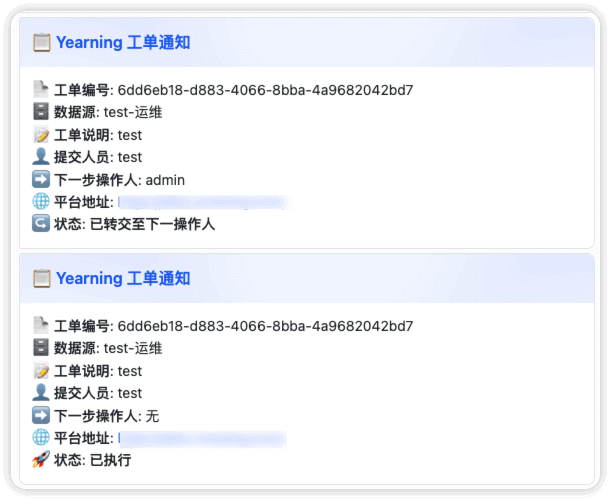 Yearning 工单通知
工单编号: 6dd6eb18-d883-4066-8bba-4a9682042bd7
数据源: test-运维
工单说明: test
提交人员: test
下一步操作人: admin
平台地址:
状态: 已转交至下一操作人
Yearning 工单通知
工单编号: 6dd6eb18-d883-4066-8bba-4a9682042bd7
数据源: test-运维
工单说明: test
提交人员: test
下一步操作人: 无
平台地址:
状态: 已执行